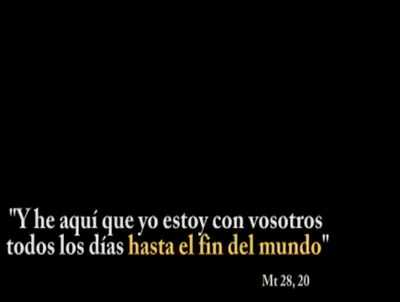 "Y he aquí que yo estoy con vosotros
todos los días hasta el fin del mundo"
Mt 28, 20